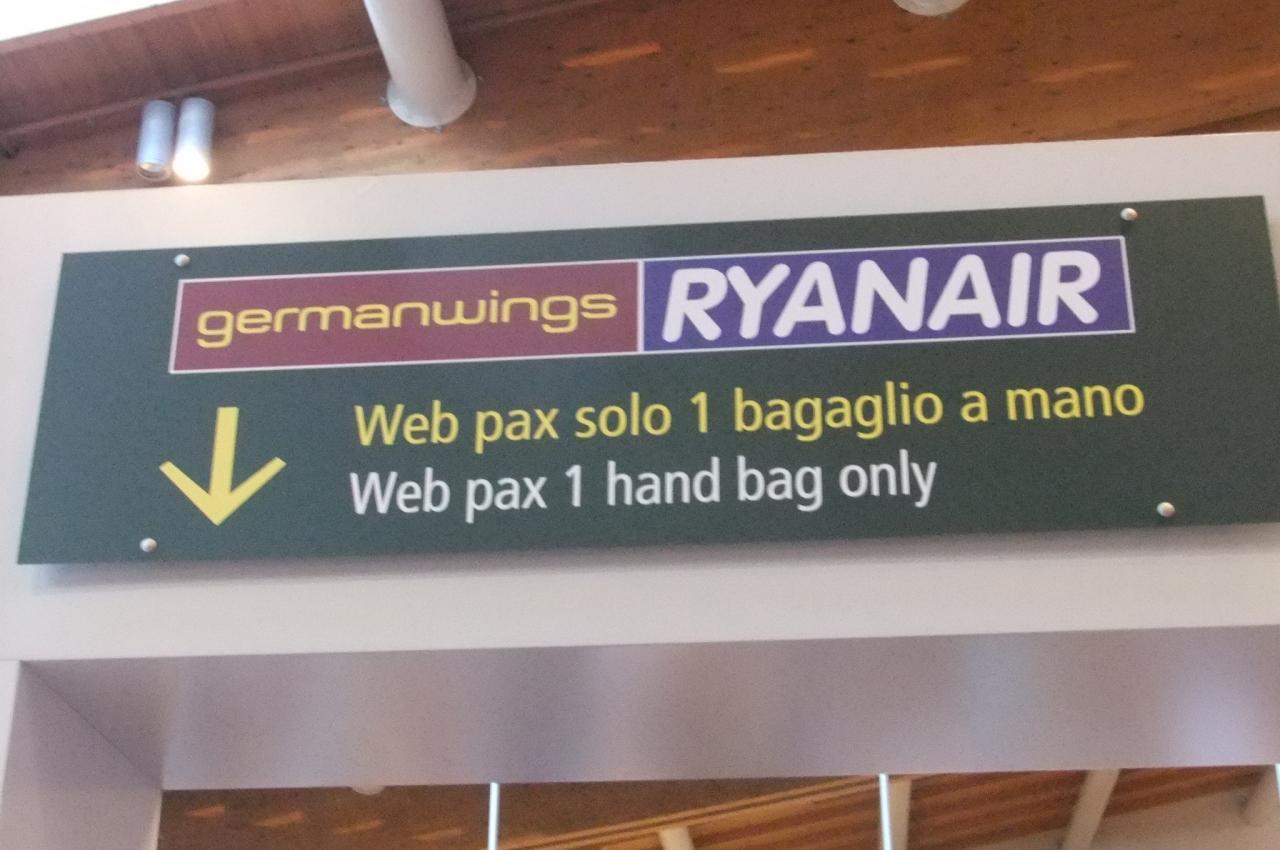 germanwings RYANAIR
Web pax solo 1 bagaglio a mano
Web pax 1 hand bag only